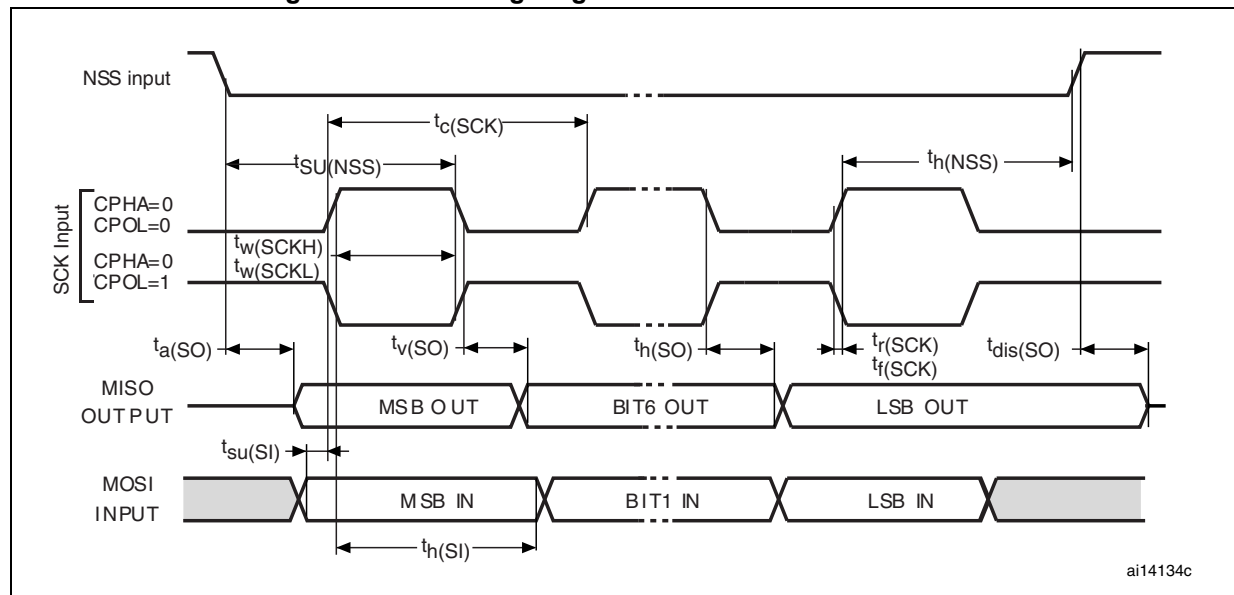 NSS input
tc(SCK)
tSU(NSS)
th(NSS)
SCK Input
CPHA=0
CPOL=0
tw(SCKH)
tw(SCKL)
CPHA=0
CPOL=1
ta(SO)
tv(SO)
th(SO)
tr(SCK)
tf(SCK)
tdis(SO)
MISO
OUTPUT
MSB OUT
BIT6 OUT
LSB OUT
tsu(SI)
MOSI
INPUT
MSB IN
BIT1 IN
LSB IN
th(SI)
ai14134c